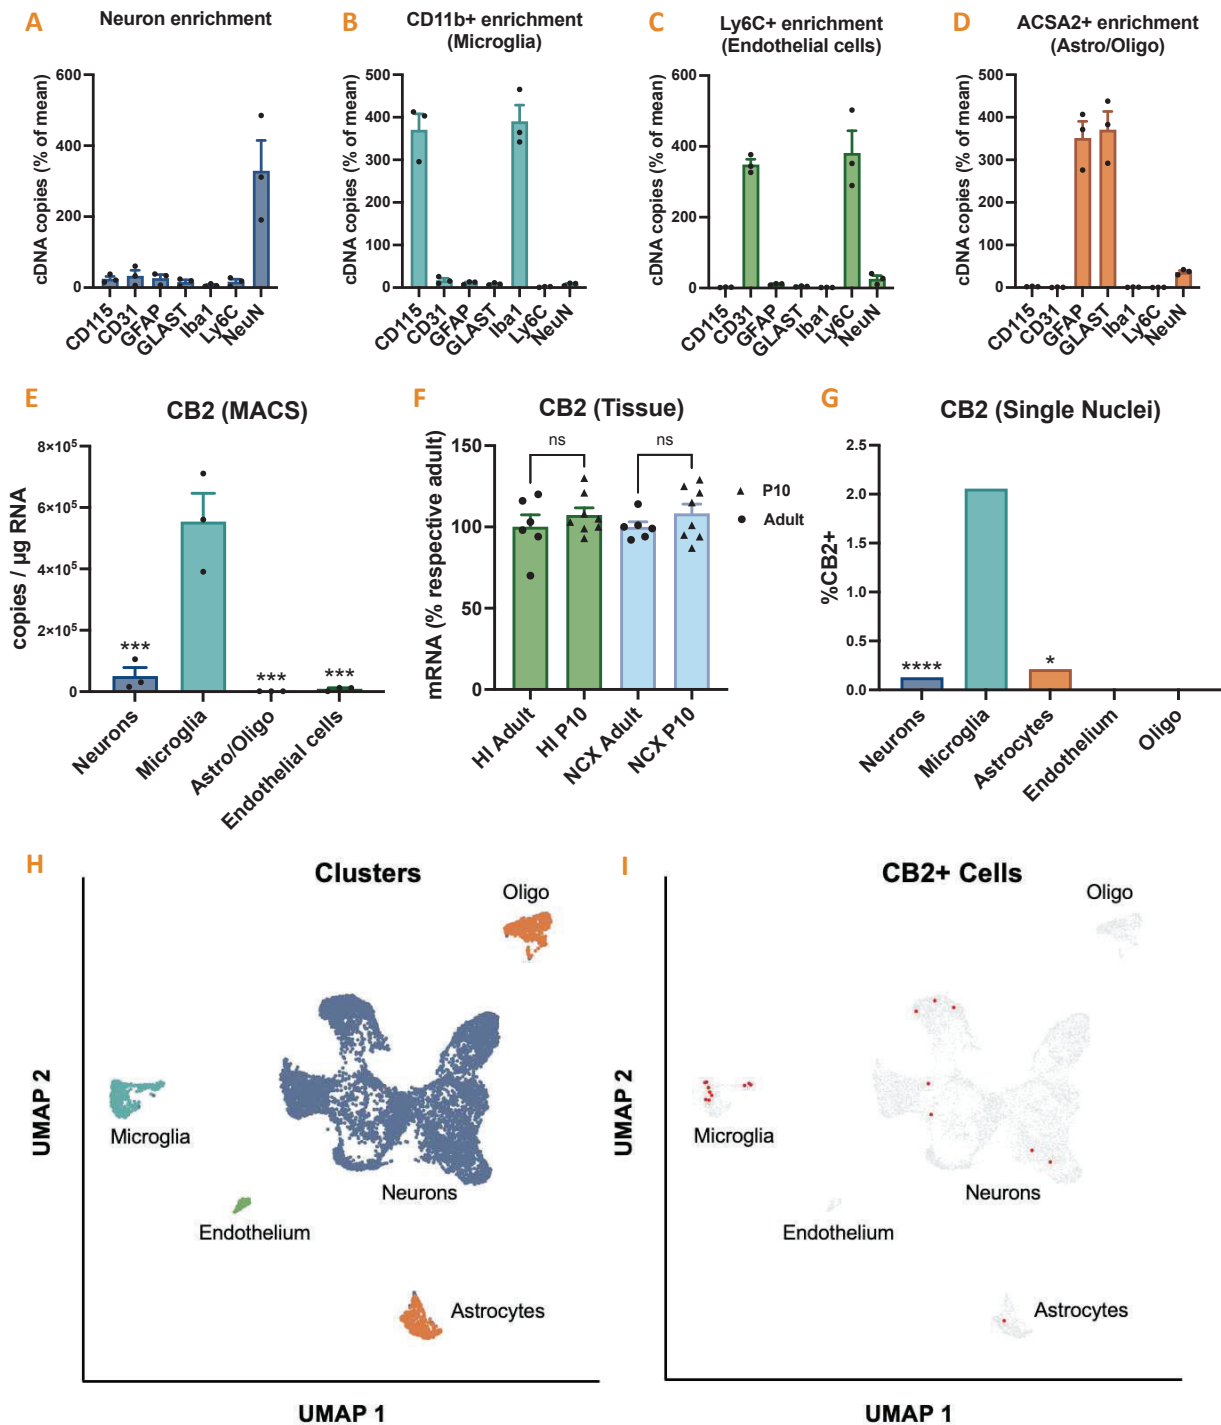 A
Neuron enrichment
cDNA copies (% of mean)
600
400
200
0
CD115
CD31
GFAP
GLAST
Iba1
Ly6C
NeuN
B
CD11b+ enrichment
(Microglia)
cDNA copies (% of mean)
500
400
300
200
100
0
CD115
CD31
GFAP
GLAST
Iba1
Ly6C
NeuN
C
Ly6C+ enrichment
(Endothelial cells)
cDNA copies (% of mean)
600
400
200
0
CD115
CD31
GFAP
GLAST
Iba1
Ly6C
NeuN
D
ACSA2+ enrichment
(Astro/Oligo)
cDNA copies (% of mean)
500
400
300
200
100
0
CD115
CD31
GFAP
GLAST
Iba1
Ly6C
NeuN
E
CB2 (MACS)
copies / µg RNA
8×10⁵
6×10⁵
4×10⁵
2×10⁵
0
***
***
***
Neurons
Microglia
Astro/Oligo
Endothelial cells
F
CB2 (Tissue)
mRNA (% respective adult)
150
100
50
0
ns
ns
P10
Adult
HI Adult
HI P10
NCX Adult
NCX P10
G
CB2 (Single Nuclei)
%CB2+
2.5
2.0
1.5
1.0
0.5
0.0
****
*
Neurons
Microglia
Astrocytes
Endothelium
Oligo
H
Clusters
Oligo
UMAP 2
Microglia
Neurons
Endothelium
Astrocytes
UMAP 1
I
CB2+ Cells
Oligo
UMAP 2
Microglia
Neurons
Endothelium
Astrocytes
UMAP 1